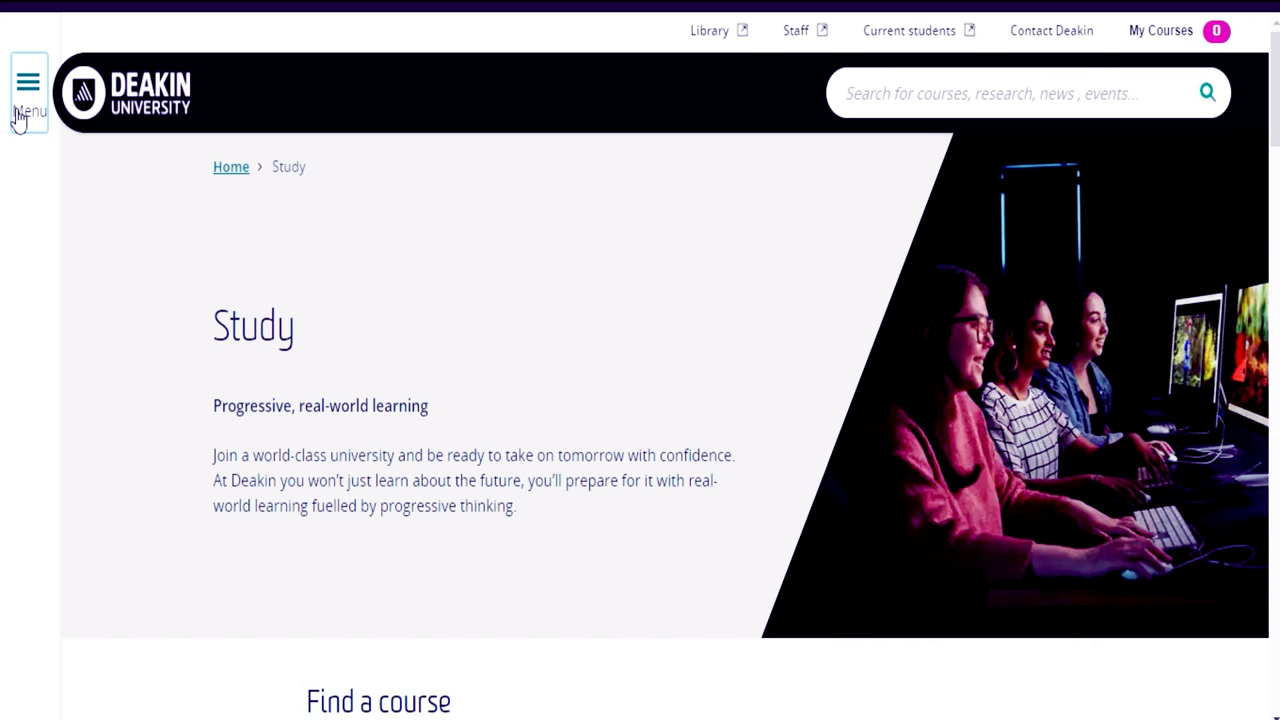 Library
Staff
Current students
Contact Deakin
My Courses
0
Menu
DEAKIN
UNIVERSITY
Search for courses, research, news , events...
Home > Study
Study
Progressive, real-world learning
Join a world-class university and be ready to take on tomorrow with confidence.
At Deakin you won't just learn about the future, you'll prepare for it with real-
world learning fuelled by progressive thinking.
Find a course